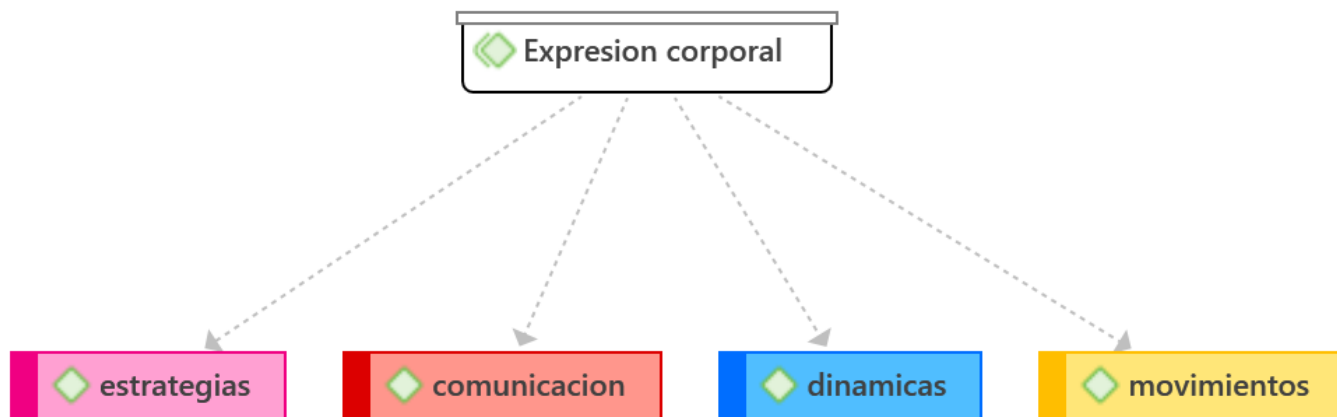 Expresion corporal
estrategias
comunicacion
dinamicas
movimientos